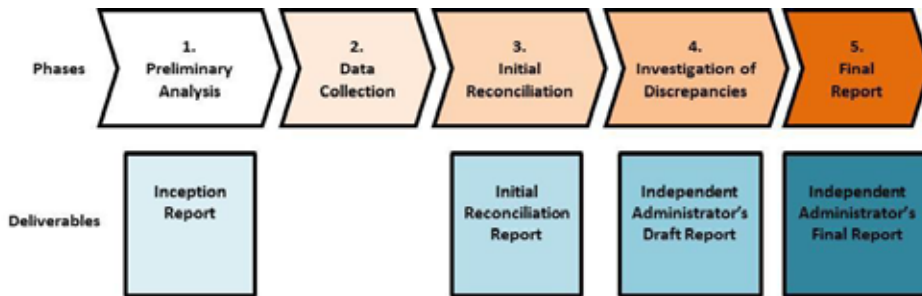 Phases
1.
Preliminary
Analysis
2.
Data
Collection
3.
Initial
Reconciliation
4.
Investigation of
Discrepancies
5.
Final
Report
Deliverables
Inception
Report
Initial
Reconciliation
Report
Independent
Administrator's
Draft Report
Independent
Administrator's
Final Report